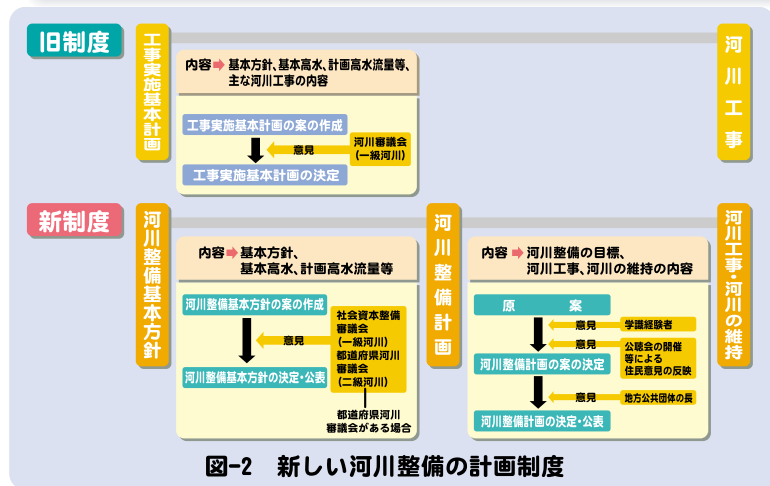 旧制度
工事実施基本計画
内容➡基本方針、基本高水、計画高水流量等、
主な河川工事の内容
工事実施基本計画の案の作成
意見
河川審議会
(一級河川)
工事実施基本計画の決定
河川工事
新制度
河川整備基本方針
内容➡基本方針、
基本高水、計画高水流量等
河川整備基本方針の案の作成
意見
社会資本整備
審議会
(一級河川)
都道府県河川
審議会
(二級河川)
河川整備基本方針の決定・公表
都道府県河川
審議会がある場合
河川整備計画
内容➡河川整備の目標、
河川工事、河川の維持の内容
原案
意見
学識経験者
意見
公聴会の開催
等による
住民意見の反映
河川整備計画の案の決定
意見
地方公共団体の長
河川整備計画の決定・公表
河川工事・河川の維持
図-2 新しい河川整備の計画制度